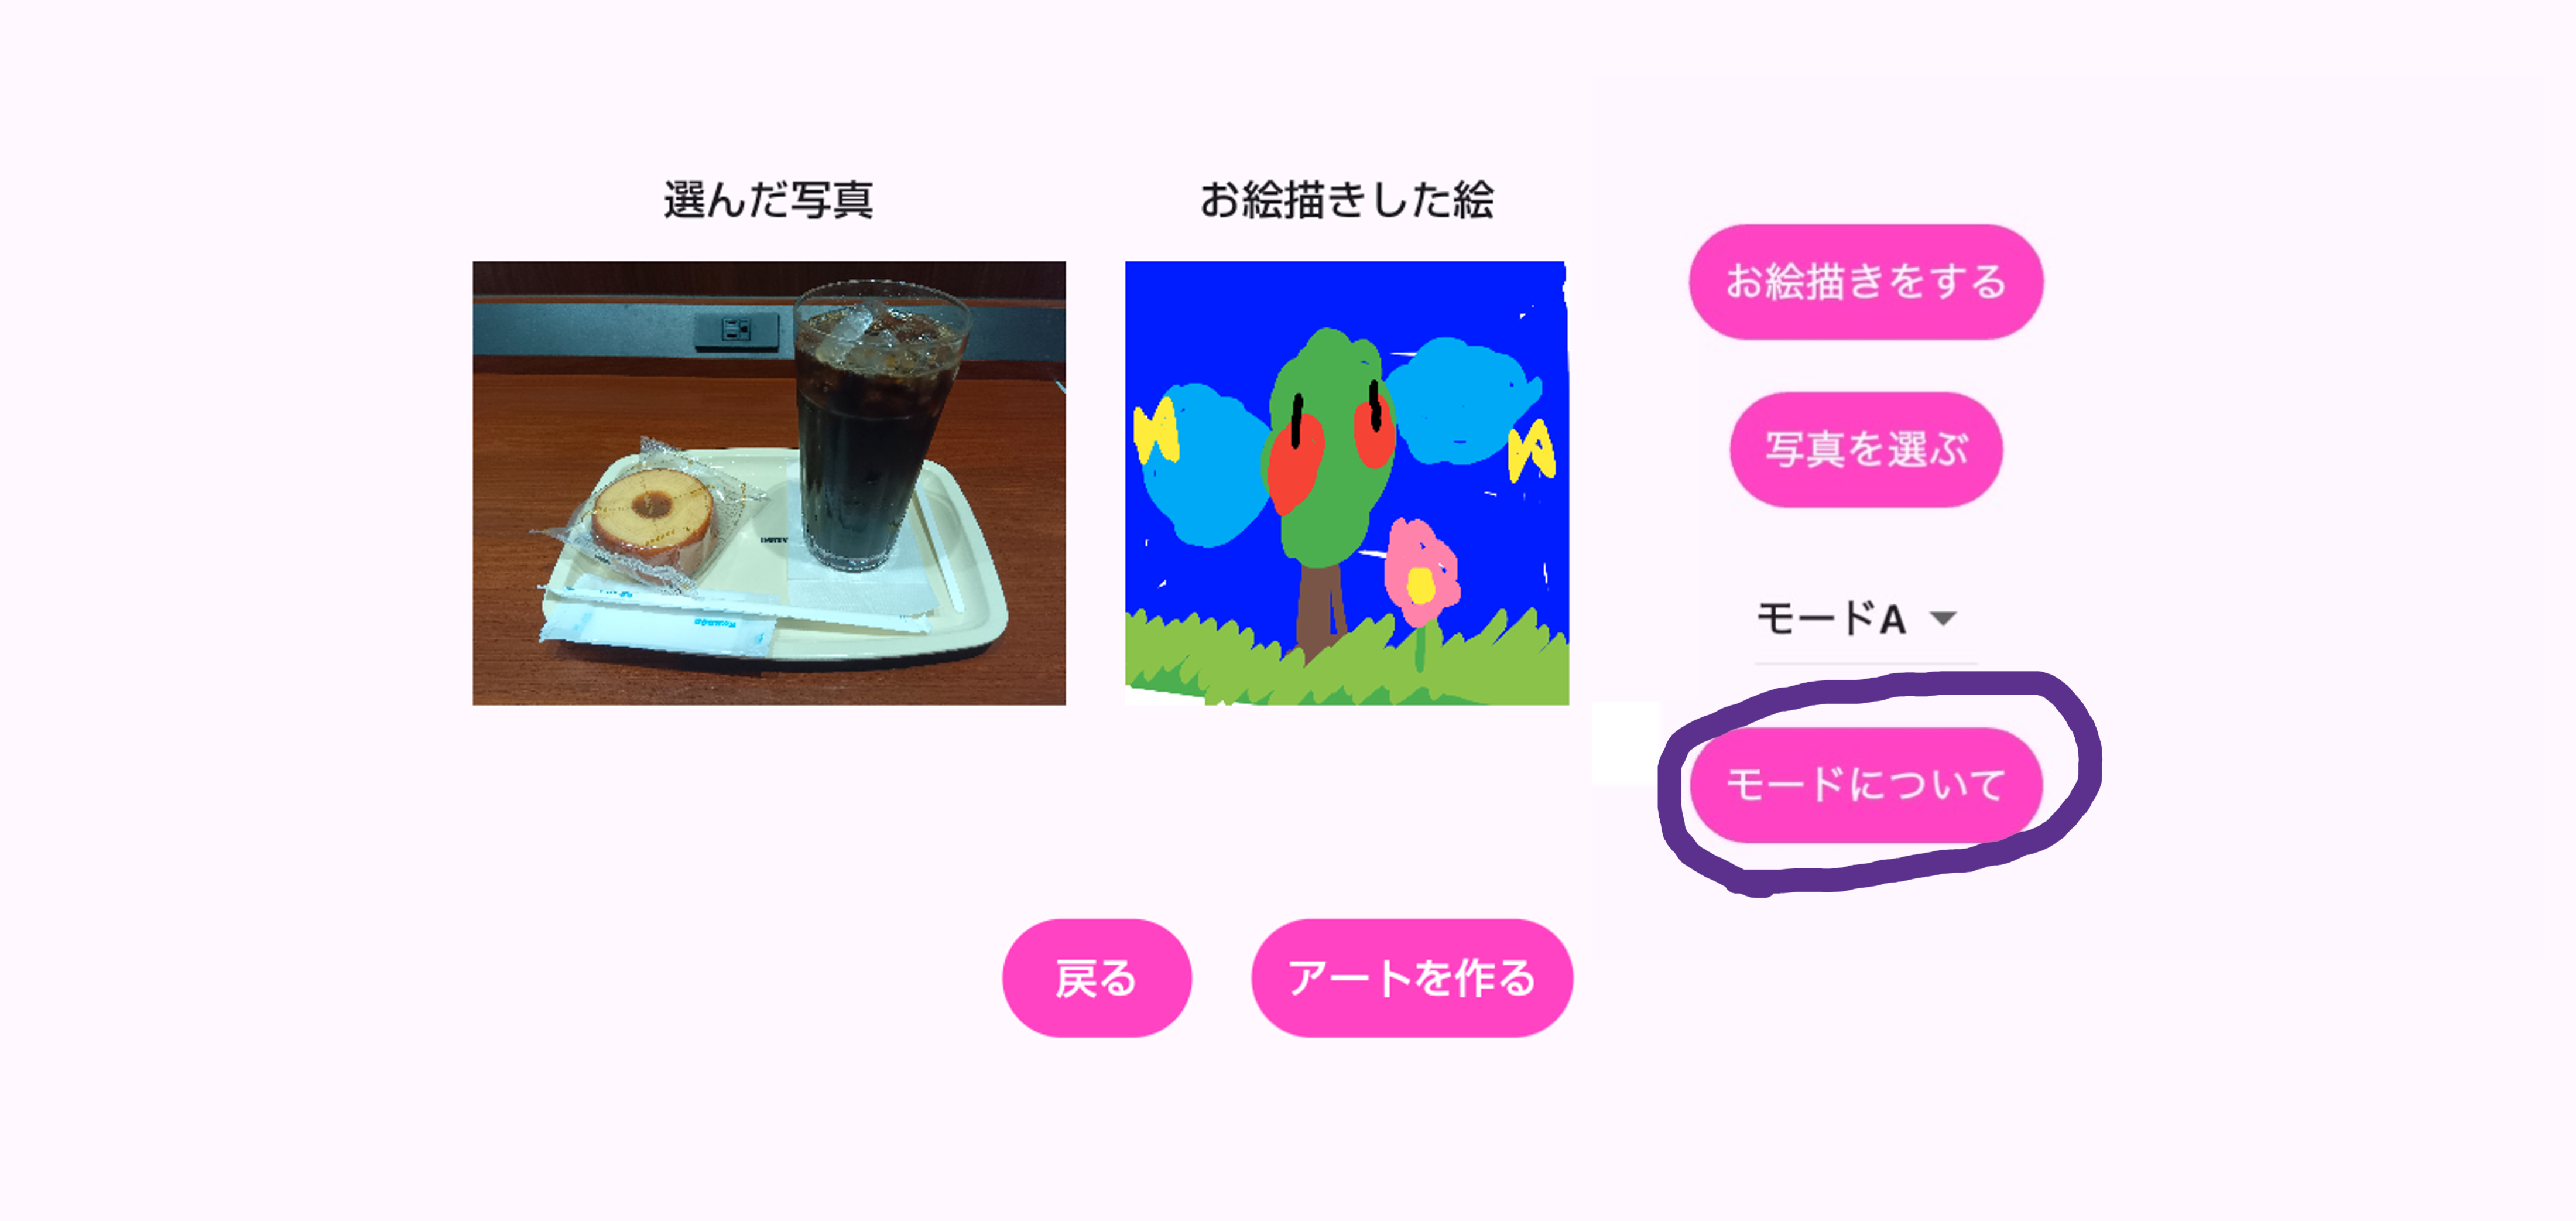 選んだ写真
お絵描きした絵
お絵描きをする
写真を選ぶ
モードA
モードについて
戻る
アートを作る